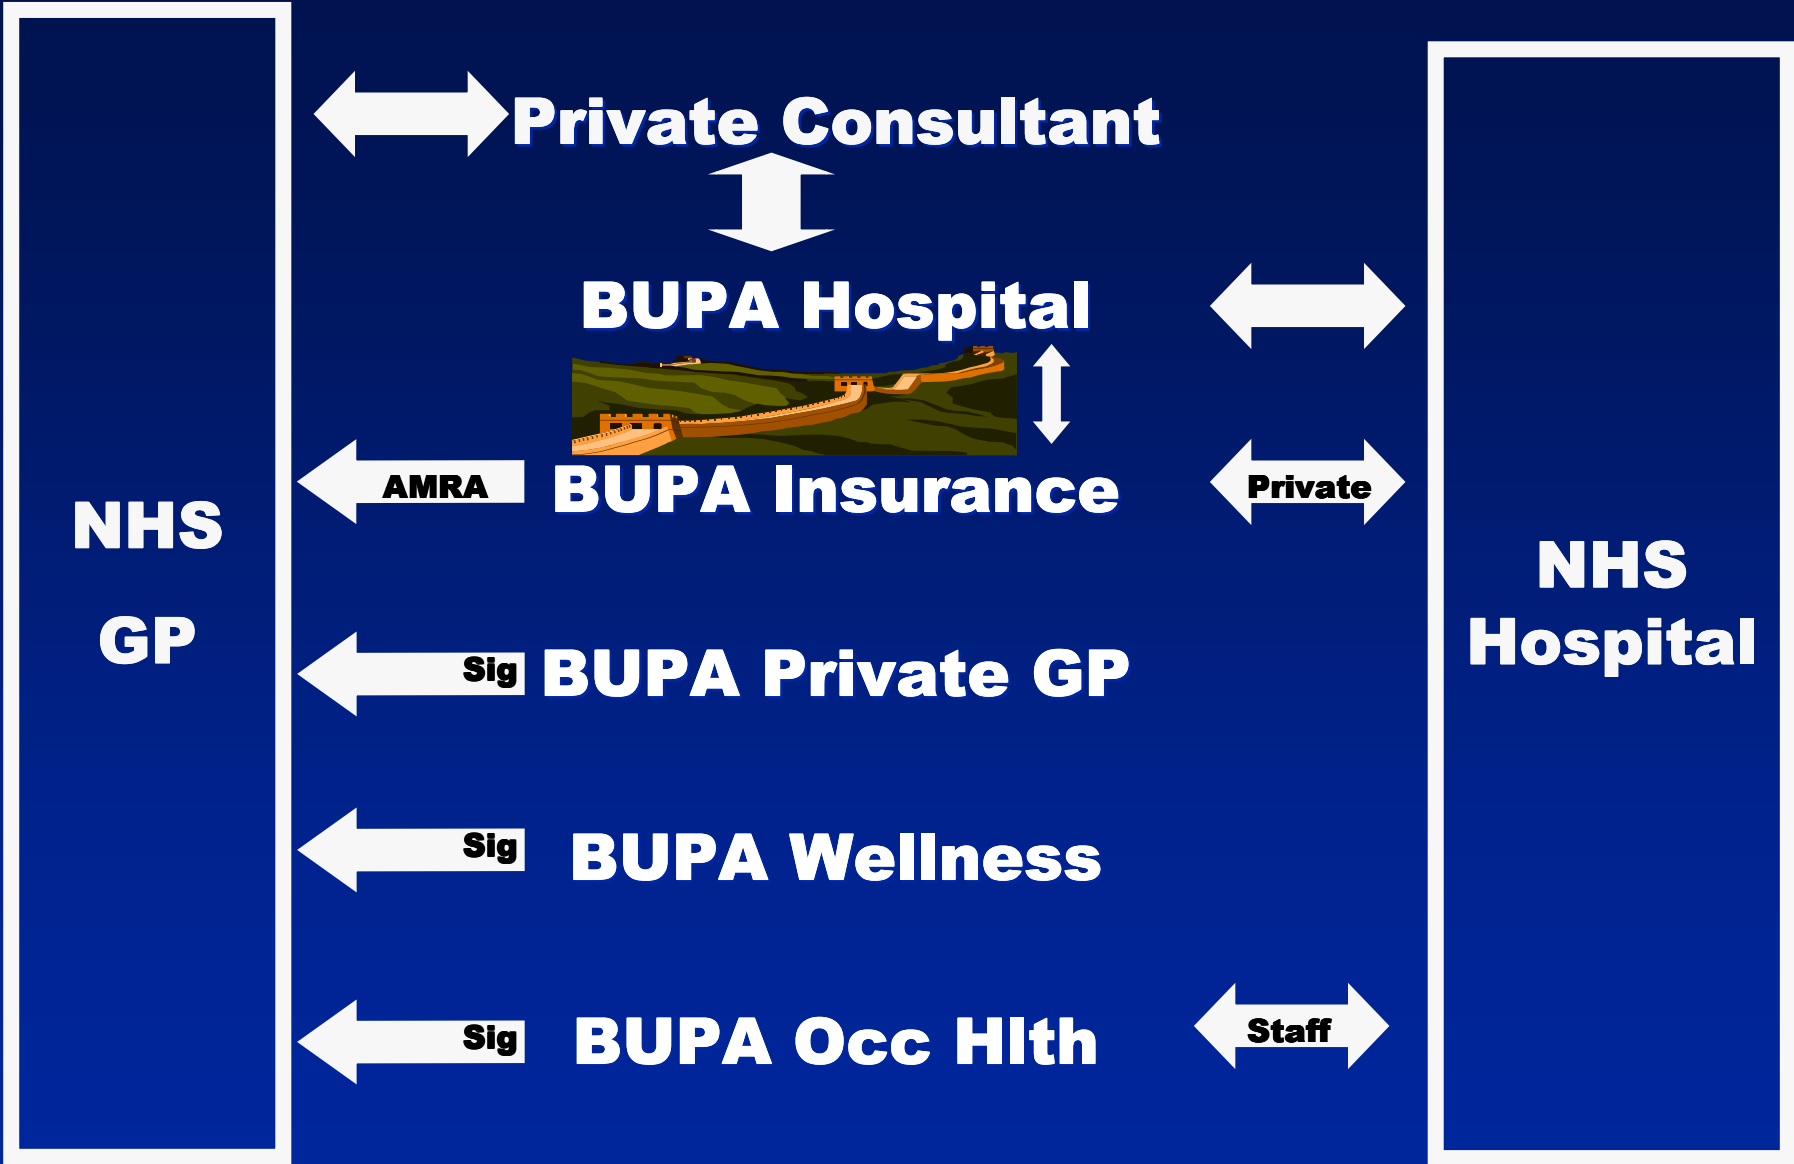 Private Consultant
BUPA Hospital
AMRA
BUPA Insurance
Private
NHS
GP
NHS
Hospital
Sig
BUPA Private GP
Sig
BUPA Wellness
Sig
BUPA Occ Hlth
Staff